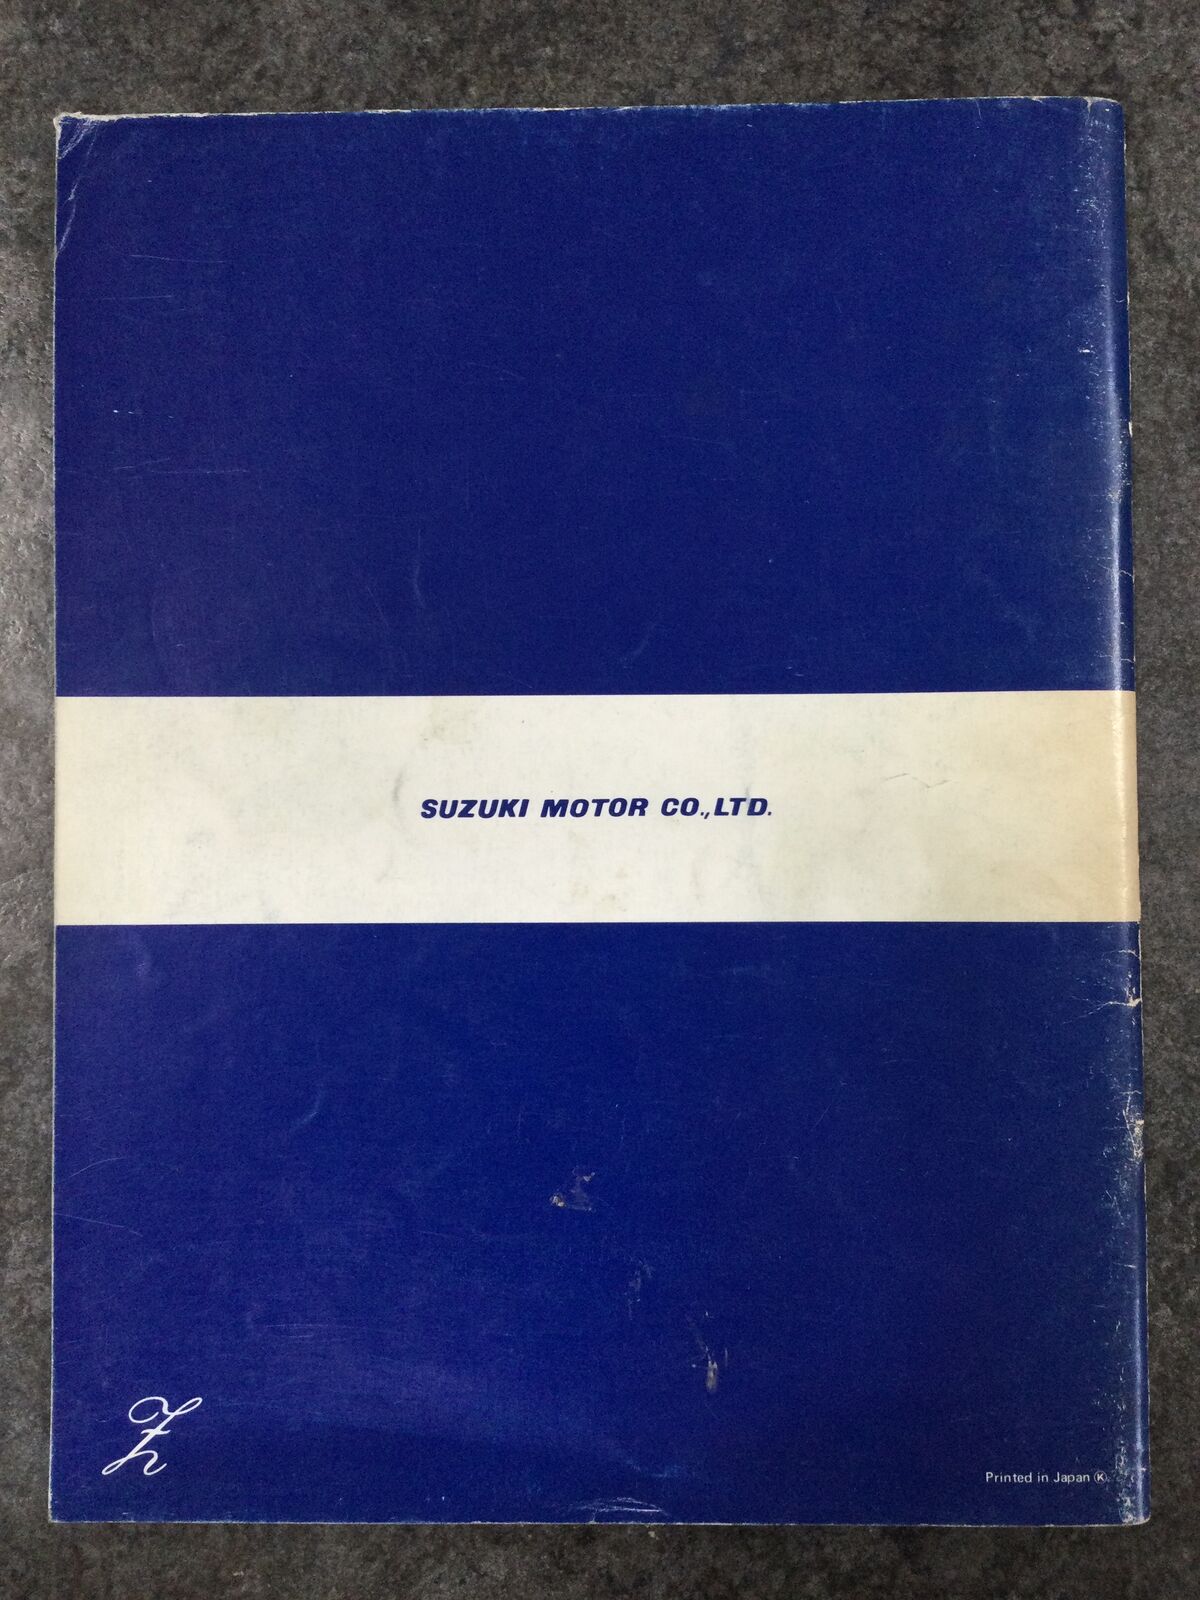 SUZUKI MOTOR CO.,LTD.
Printed in Japan Ⓚ